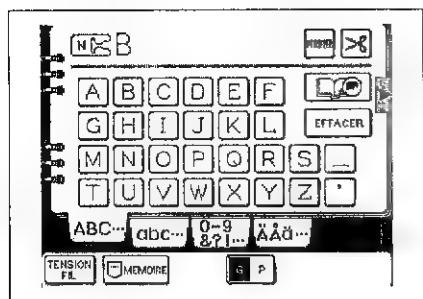 N B
A B C D E F
G H I J K L
EFFACER
M N O P Q R S _
T U V W X Y Z '
ABC... abc... 0-9 &?!... ÄÅä...
TENSION FIL MEMOIRE G P